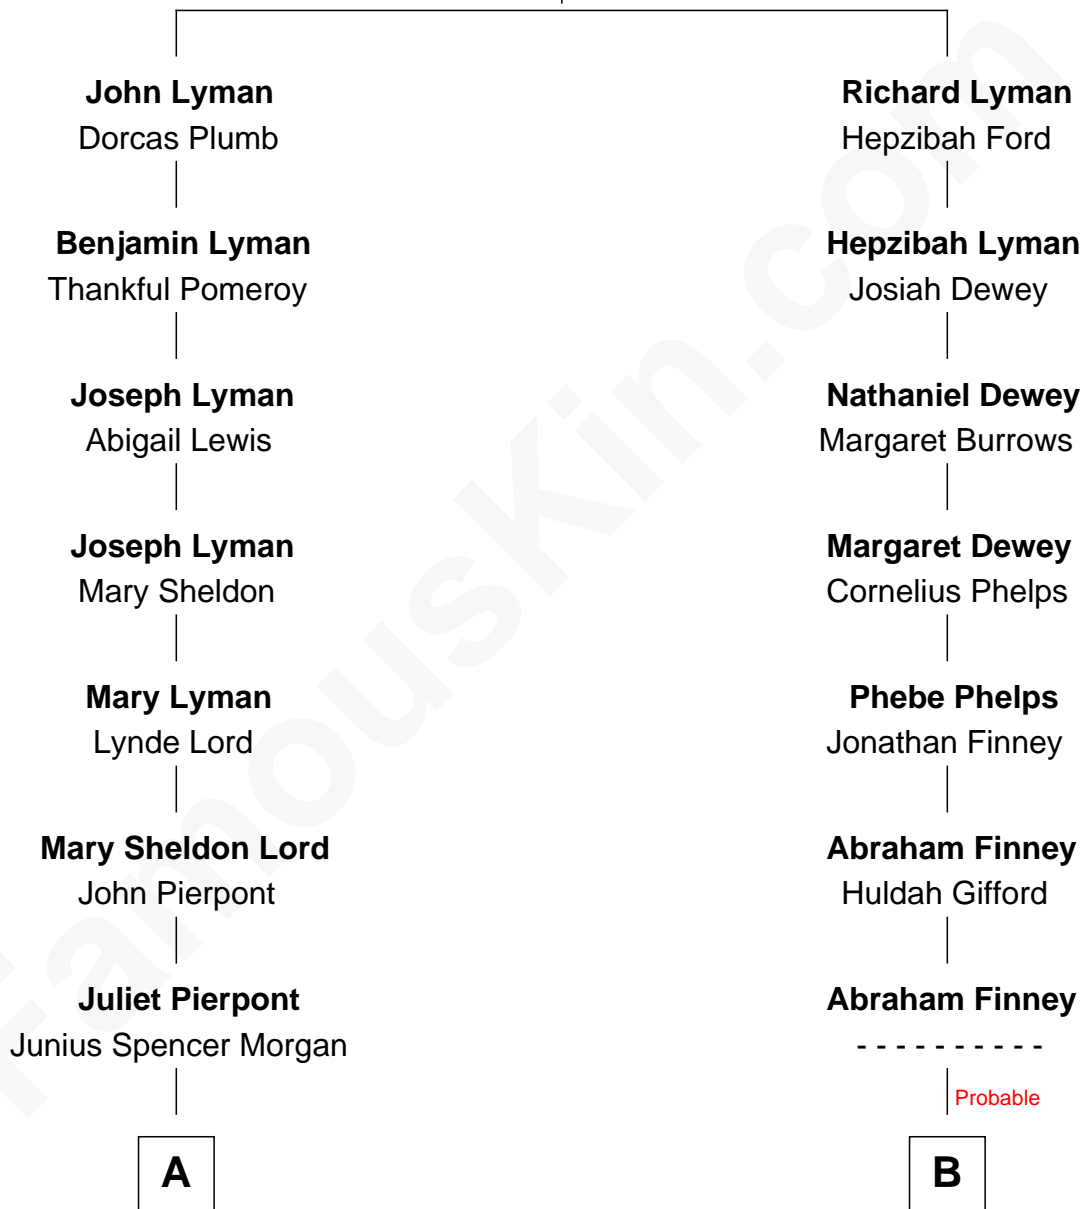 John Lyman
Dorcas Plumb
Benjamin Lyman
Thankful Pomeroy
Joseph Lyman
Abigail Lewis
Joseph Lyman
Mary Sheldon
Mary Lyman
Lynde Lord
Mary Sheldon Lord
John Pierpont
Juliet Pierpont
Junius Spencer Morgan
A
Richard Lyman
Hepzibah Ford
Hepzibah Lyman
Josiah Dewey
Nathaniel Dewey
Margaret Burrows
Margaret Dewey
Cornelius Phelps
Phebe Phelps
Jonathan Finney
Abraham Finney
Huldah Gifford
Abraham Finney
- - - - - - - - - -
Probable
B
FamousKin.com